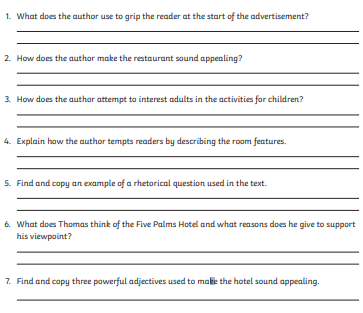 1. What does the author use to grip the reader at the start of the advertisement?
2. How does the author make the restaurant sound appealing?
3. How does the author attempt to interest adults in the activities for children?
4. Explain how the author tempts readers by describing the room features.
5. Find and copy an example of a rhetorical question used in the text.
6. What does Thomas think of the Five Palms Hotel and what reasons does he give to support
his viewpoint?
7. Find and copy three powerful adjectives used to make the hotel sound appealing.